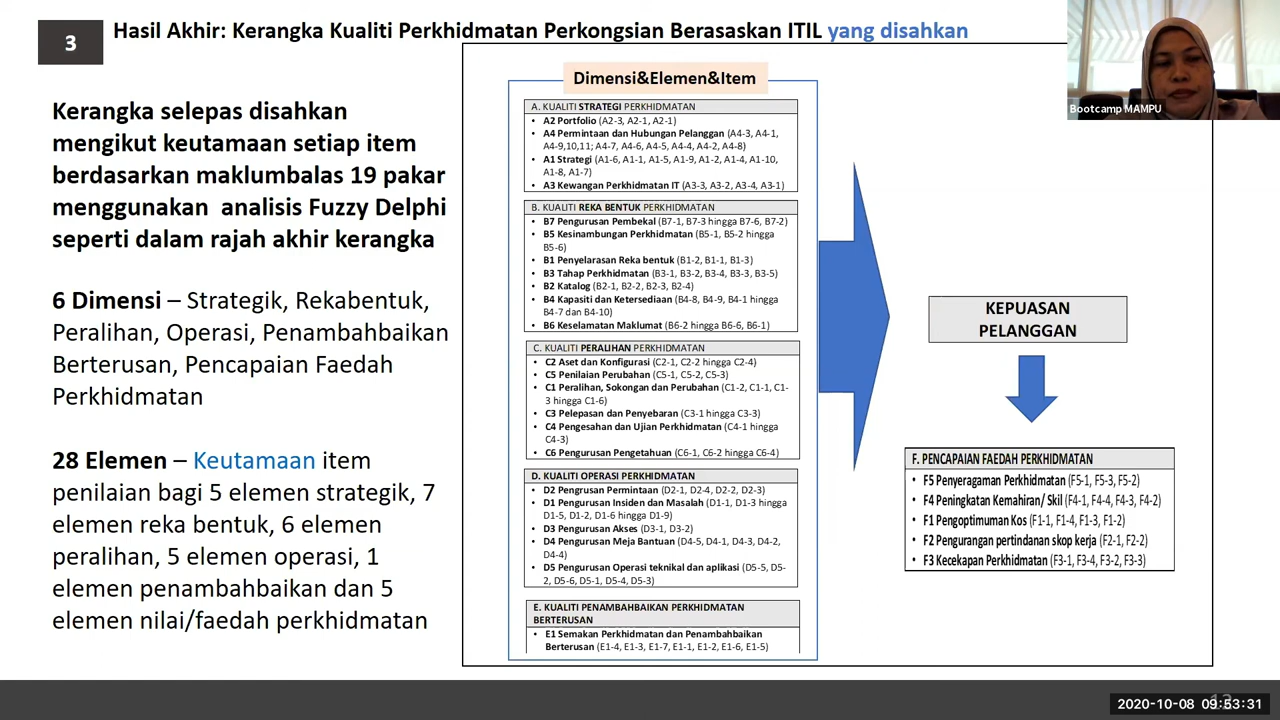 3
Hasil Akhir: Kerangka Kualiti Perkhidmatan Perkongsian Berasaskan ITIL yang disahkan
Kerangka selepas disahkan
mengikut keutamaan setiap item
berdasarkan maklumbalas 19 pakar
menggunakan analisis Fuzzy Delphi
seperti dalam rajah akhir kerangka
6 Dimensi – Strategik, Rekabentuk,
Peralihan, Operasi, Penambahbaikan
Berterusan, Pencapaian Faedah
Perkhidmatan
28 Elemen – Keutamaan item
penilaian bagi 5 elemen strategik, 7
elemen reka bentuk, 6 elemen
peralihan, 5 elemen operasi, 1
elemen penambahbaikan dan 5
elemen nilai/faedah perkhidmatan
Dimensi&Elemen&Item
A. KUALITI STRATEGI PERKHIDMATAN
• A2 Portfolio (A2-3, A2-1, A2-1)
• A4 Permintaan dan Hubungan Pelanggan (A4-3, A4-1,
A4-9,10,11; A4-7, A4-6, A4-5, A4-4, A4-2, A4-8)
• A1 Strategi (A1-6, A1-1, A1-5, A1-9, A1-2, A1-4, A1-10,
A1-8, A1-7)
• A3 Kewangan Perkhidmatan IT (A3-3, A3-2, A3-4, A3-1)
B. KUALITI REKA BENTUK PERKHIDMATAN
• B7 Pengurusan Pembekal (B7-1, B7-3 hingga B7-6, B7-2)
• B5 Kesinambungan Perkhidmatan (B5-1, B5-2 hingga
B5-6)
• B1 Penyelarasan Reka bentuk (B1-2, B1-1, B1-3)
• B3 Tahap Perkhidmatan (B3-1, B3-2, B3-4, B3-3, B3-5)
• B2 Katalog (B2-1, B2-2, B2-3, B2-4)
• B4 Kapasiti dan Ketersediaan (B4-8, B4-9, B4-1 hingga
B4-7 dan B4-10)
• B6 Keselamatan Maklumat (B6-2 hingga B6-6, B6-1)
C. KUALITI PERALIHAN PERKHIDMATAN
• C2 Aset dan Konfigurasi (C2-1, C2-2 hingga C2-4)
• C5 Penilaian Perubahan (C5-1, C5-2, C5-3)
• C1 Peralihan, Sokongan dan Perubahan (C1-2, C1-1, C1-
3 hingga C1-6)
• C3 Pelepasan dan Penyebaran (C3-1 hingga C3-3)
• C4 Pengesahan dan Ujian Perkhidmatan (C4-1 hingga
C4-3)
• C6 Pengurusan Pengetahuan (C6-1, C6-2 hingga C6-4)
D. KUALITI OPERASI PERKHIDMATAN
• D2 Pengrusan Permintaan (D2-1, D2-4, D2-2, D2-3)
• D1 Pengurusan Insiden dan Masalah (D1-1, D1-3 hingga
D1-5, D1-2, D1-6 hingga D1-9)
• D3 Pengurusan Akses (D3-1, D3-2)
• D4 Pengurusan Meja Bantuan (D4-5, D4-1, D4-3, D4-2,
D4-4)
• D5 Pengurusan Operasi teknikal dan aplikasi (D5-5, D5-
2, D5-6, D5-1, D5-4, D5-3)
E. KUALITI PENAMBAHBAIKAN PERKHIDMATAN
BERTERUSAN
• E1 Semakan Perkhidmatan dan Penambahbaikan
Berterusan (E1-4, E1-3, E1-7, E1-1, E1-2, E1-6, E1-5)
KEPUASAN
PELANGGAN
F. PENCAPAIAN FAEDAH PERKHIDMATAN
• F5 Penyeragaman Perkhidmatan (F5-1, F5-3, F5-2)
• F4 Peningkatan Kemahiran/ Skil (F4-1, F4-4, F4-3, F4-2)
• F1 Pengoptimuman Kos (F1-1, F1-4, F1-3, F1-2)
• F2 Pengurangan pertindanan skop kerja (F2-1, F2-2)
• F3 Kecekapan Perkhidmatan (F3-1, F3-4, F3-2, F3-3)
Bootcamp MAMPU
2020-10-08 09:53:31